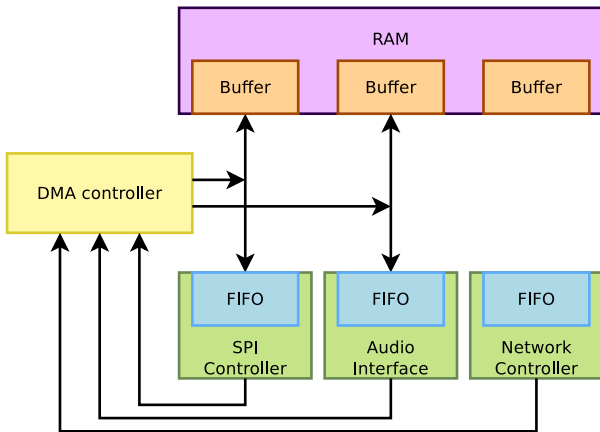 RAM
Buffer
Buffer
Buffer
DMA controller
FIFO
FIFO
FIFO
SPI
Controller
Audio
Interface
Network
Controller